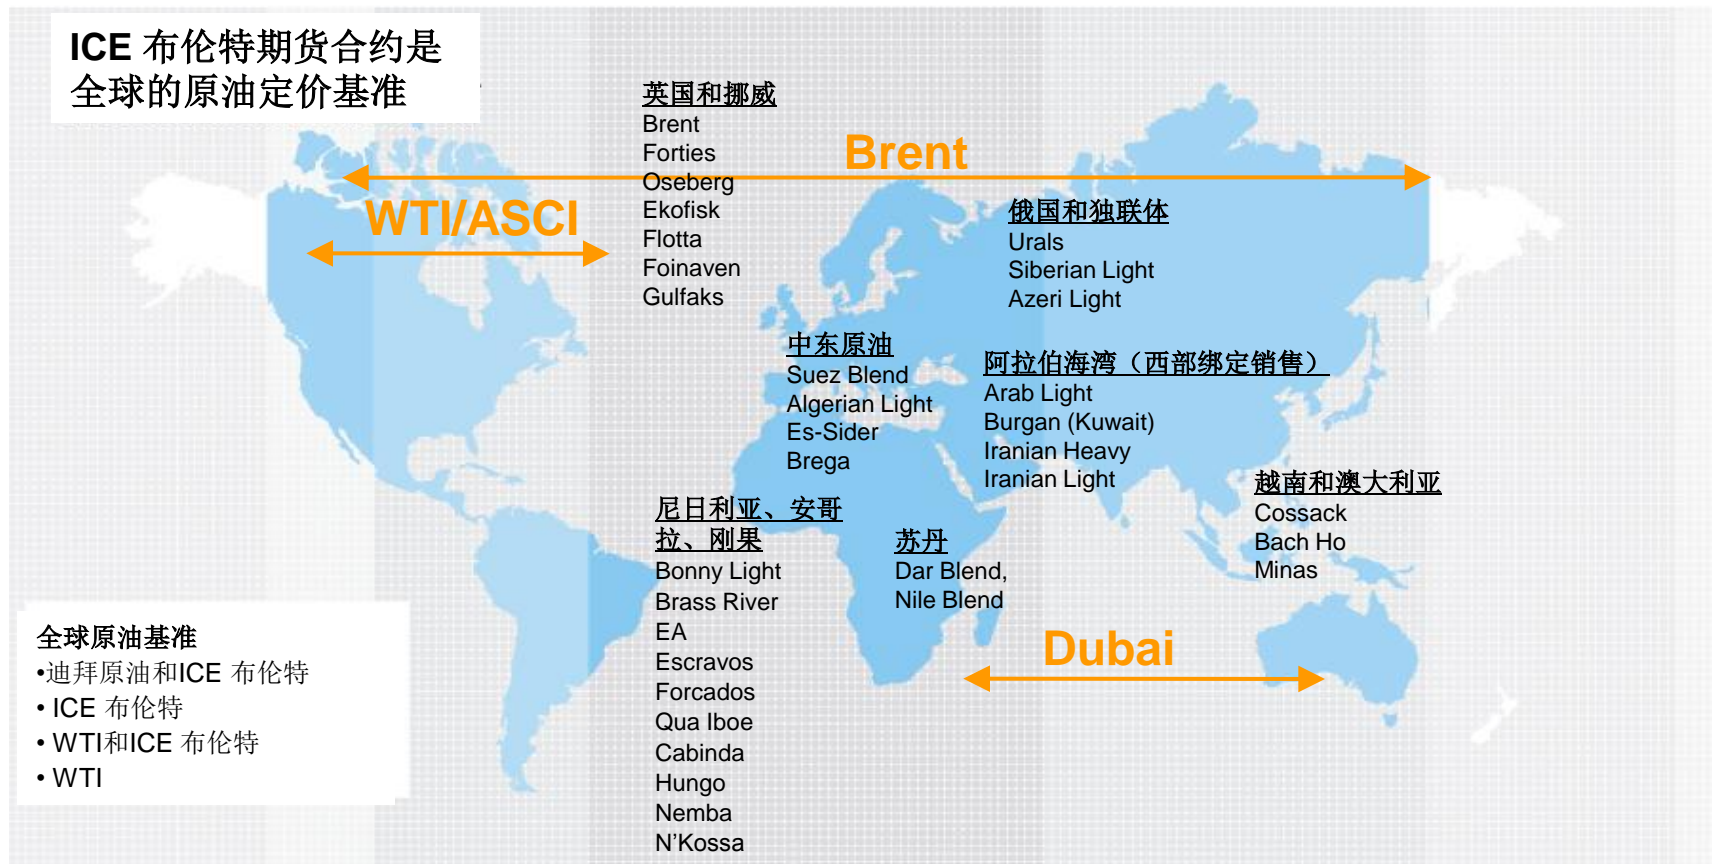 ICE 布伦特期货合约是
全球的原油定价基准
英国和挪威
Brent
Forties
Oseberg
Ekofisk
Flotta
Foinaven
Gulfaks
Brent
WTI/ASCI
俄国和独联体
Urals
Siberian Light
Azeri Light
中东原油
Suez Blend
Algerian Light
Es-Sider
Brega
阿拉伯海湾（西部绑定销售）
Arab Light
Burgan (Kuwait)
Iranian Heavy
Iranian Light
越南和澳大利亚
Cossack
Bach Ho
Minas
尼日利亚、安哥
拉、刚果
Bonny Light
Brass River
EA
Escravos
Forcados
Qua Iboe
Cabinda
Hungo
Nemba
N’Kossa
苏丹
Dar Blend,
Nile Blend
Dubai
全球原油基准
•迪拜原油和ICE 布伦特
• ICE 布伦特
• WTI和ICE 布伦特
• WTI